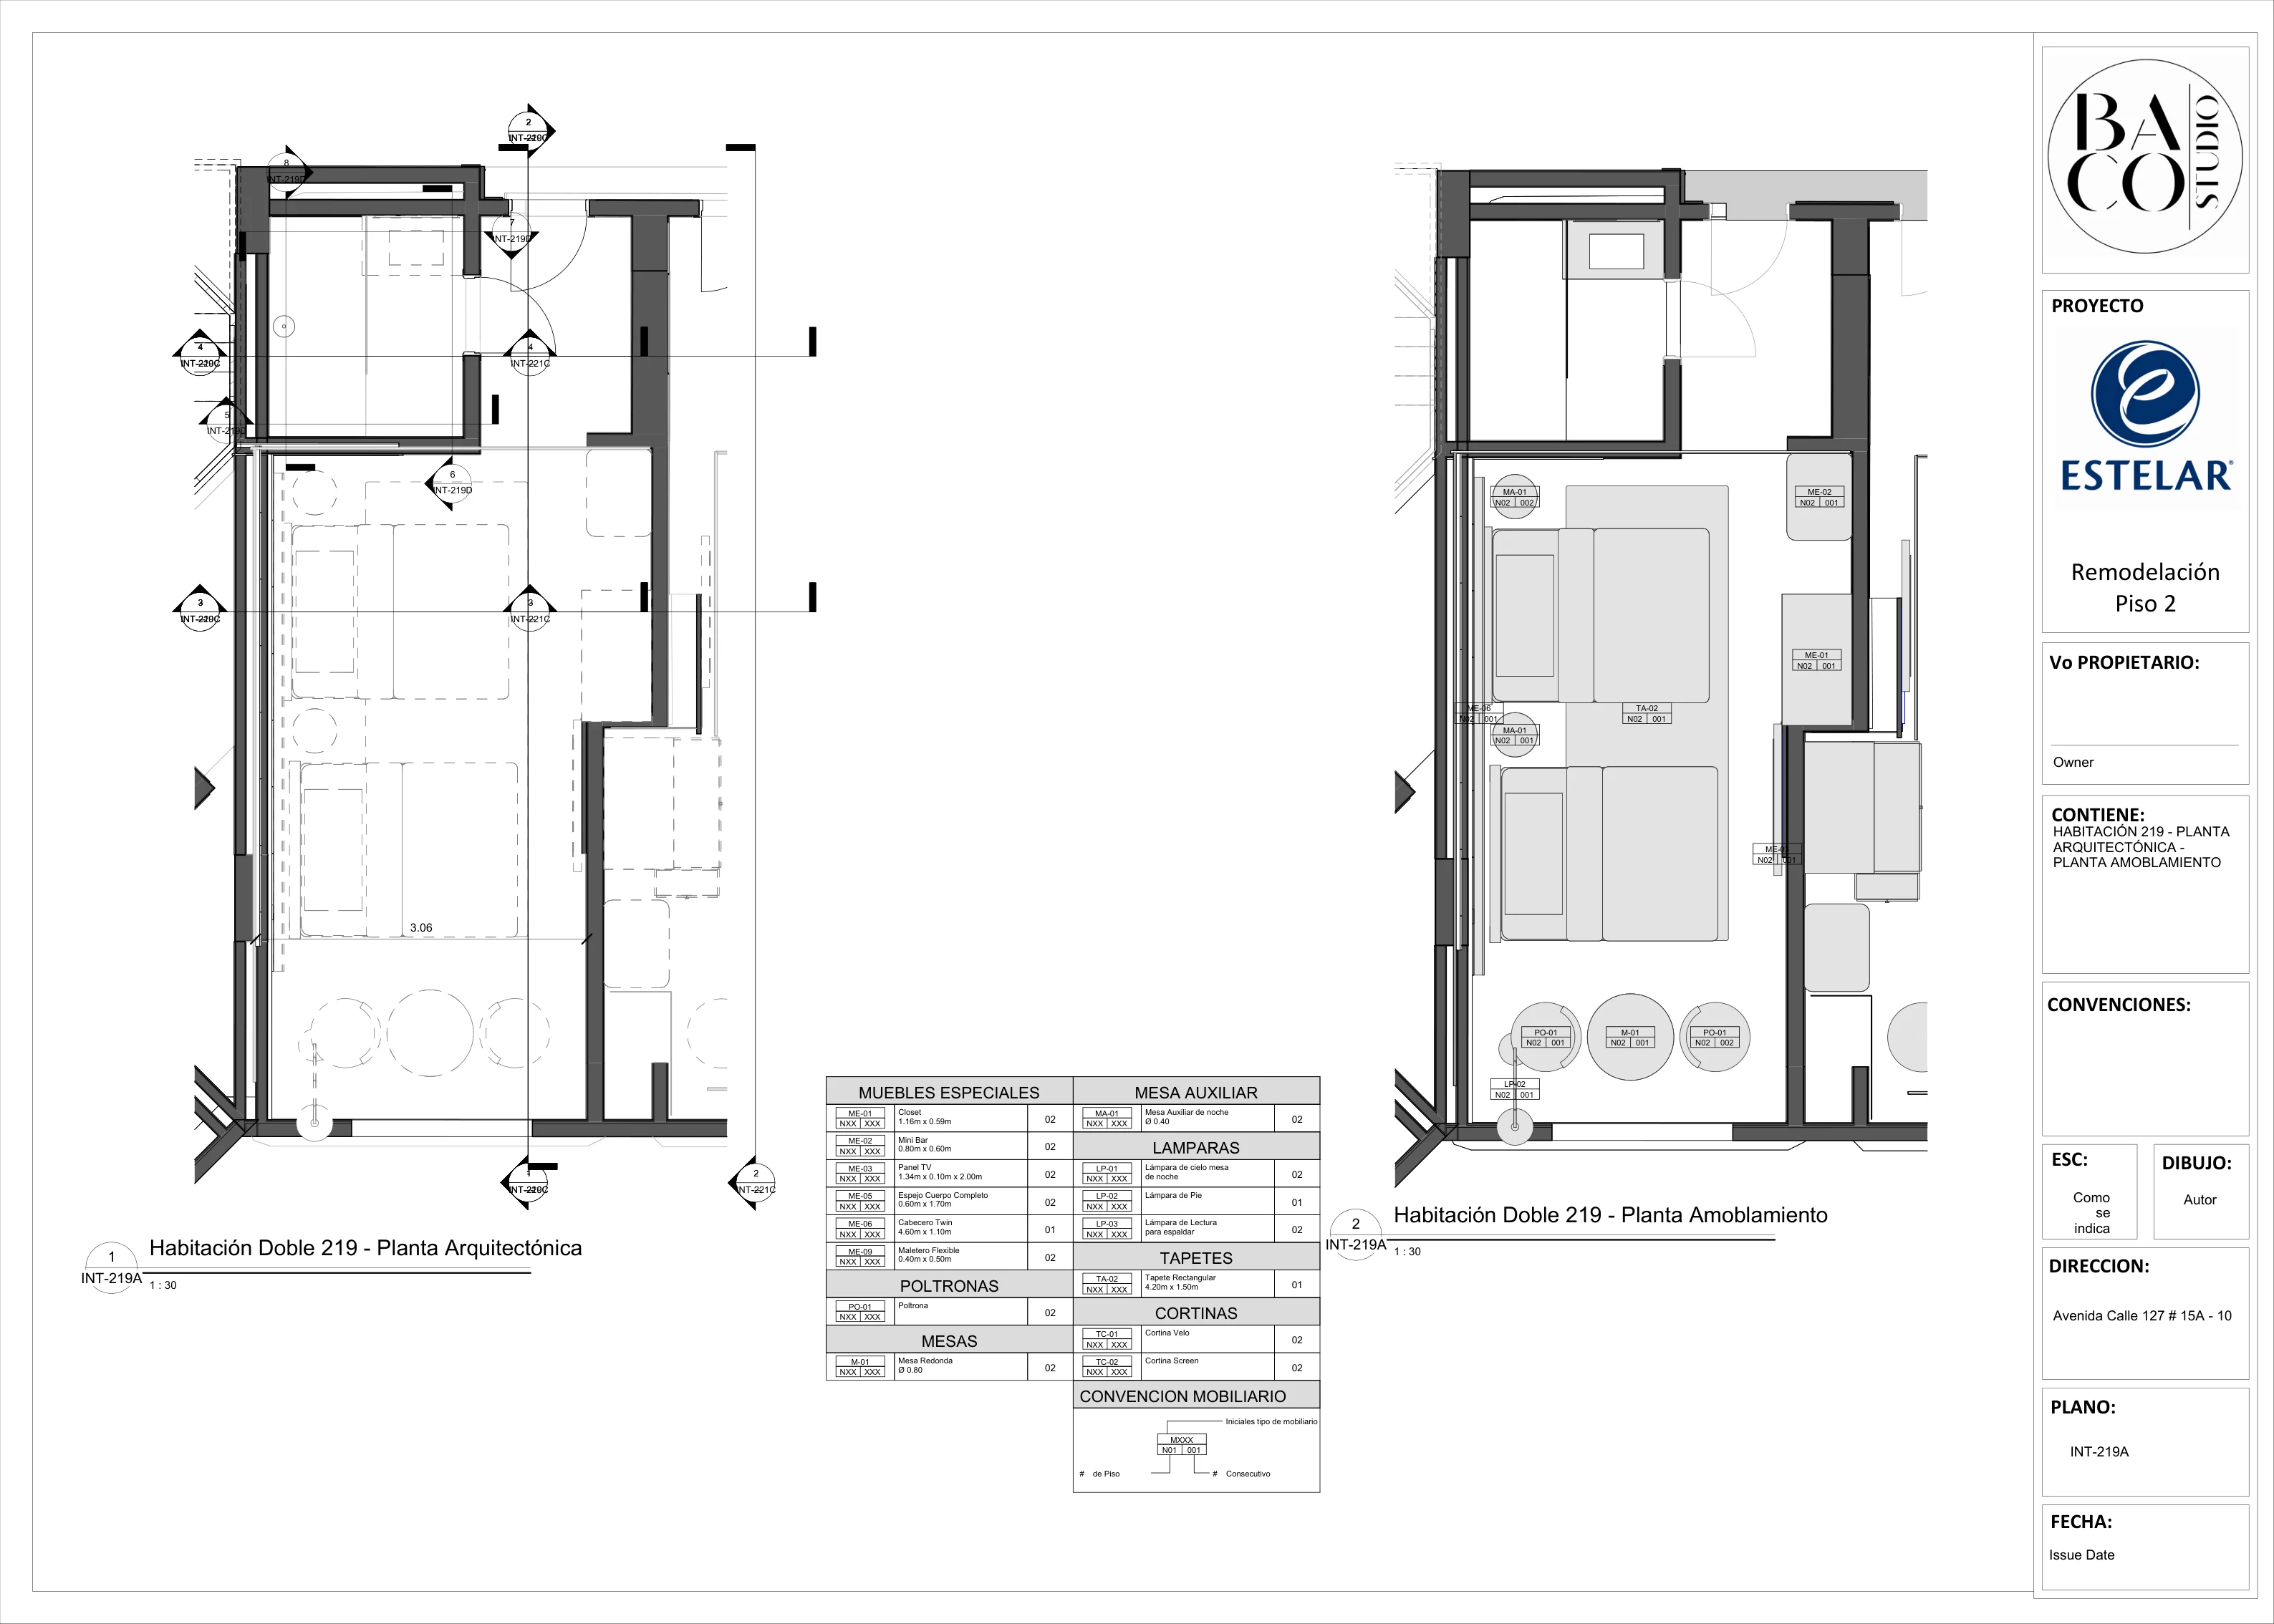 2
8
INT-219D
7
INT-219D
4
4
INT-221C
5
INT-219D
6
INT-219D
3
3
INT-221C
3.06
2
INT-221C
1
INT-219A
Habitación Doble 219 - Planta Arquitectónica
1 : 30
MUEBLES ESPECIALES
ME-01
NXX XXX
Closet
1.16m x 0.59m
02
ME-02
NXX XXX
Mini Bar
0.80m x 0.60m
02
ME-03
NXX XXX
Panel TV
1.34m x 0.10m x 2.00m
02
ME-05
NXX XXX
Espejo Cuerpo Completo
0.60m x 1.70m
02
ME-06
NXX XXX
Cabecero Twin
4.60m x 1.10m
01
ME-09
NXX XXX
Maletero Flexible
0.40m x 0.50m
02
POLTRONAS
PO-01
NXX XXX
Poltrona
02
MESAS
M-01
NXX XXX
Mesa Redonda
Ø 0.80
02
MESA AUXILIAR
MA-01
NXX XXX
Mesa Auxiliar de noche
Ø 0.40
02
LAMPARAS
LP-01
NXX XXX
Lámpara de cielo mesa
de noche
02
LP-02
NXX XXX
Lámpara de Pie
01
LP-03
NXX XXX
Lámpara de Lectura
para espaldar
02
TAPETES
TA-02
NXX XXX
Tapete Rectangular
4.20m x 1.50m
01
CORTINAS
TC-01
NXX XXX
Cortina Velo
02
TC-02
NXX XXX
Cortina Screen
02
CONVENCION MOBILIARIO
Iniciales tipo de mobiliario
MXXX
N01 001
# de Piso
# Consecutivo
MA-01
N02 002
ME-02
N02 001
ME-01
N02 001
ME-06
N02 001
TA-02
N02 001
MA-01
N02 001
N02 001
PO-01
N02 001
M-01
N02 001
PO-01
N02 002
LP-02
N02 001
2
INT-219A
Habitación Doble 219 - Planta Amoblamiento
1 : 30
BACO
STUDIO
PROYECTO
ESTELAR®
Remodelación
Piso 2
Vo PROPIETARIO:
Owner
CONTIENE:
HABITACIÓN 219 - PLANTA
ARQUITECTÓNICA -
PLANTA AMOBLAMIENTO
CONVENCIONES:
ESC:
Como
se
indica
DIBUJO:
Autor
DIRECCION:
Avenida Calle 127 # 15A - 10
PLANO:
INT-219A
FECHA:
Issue Date